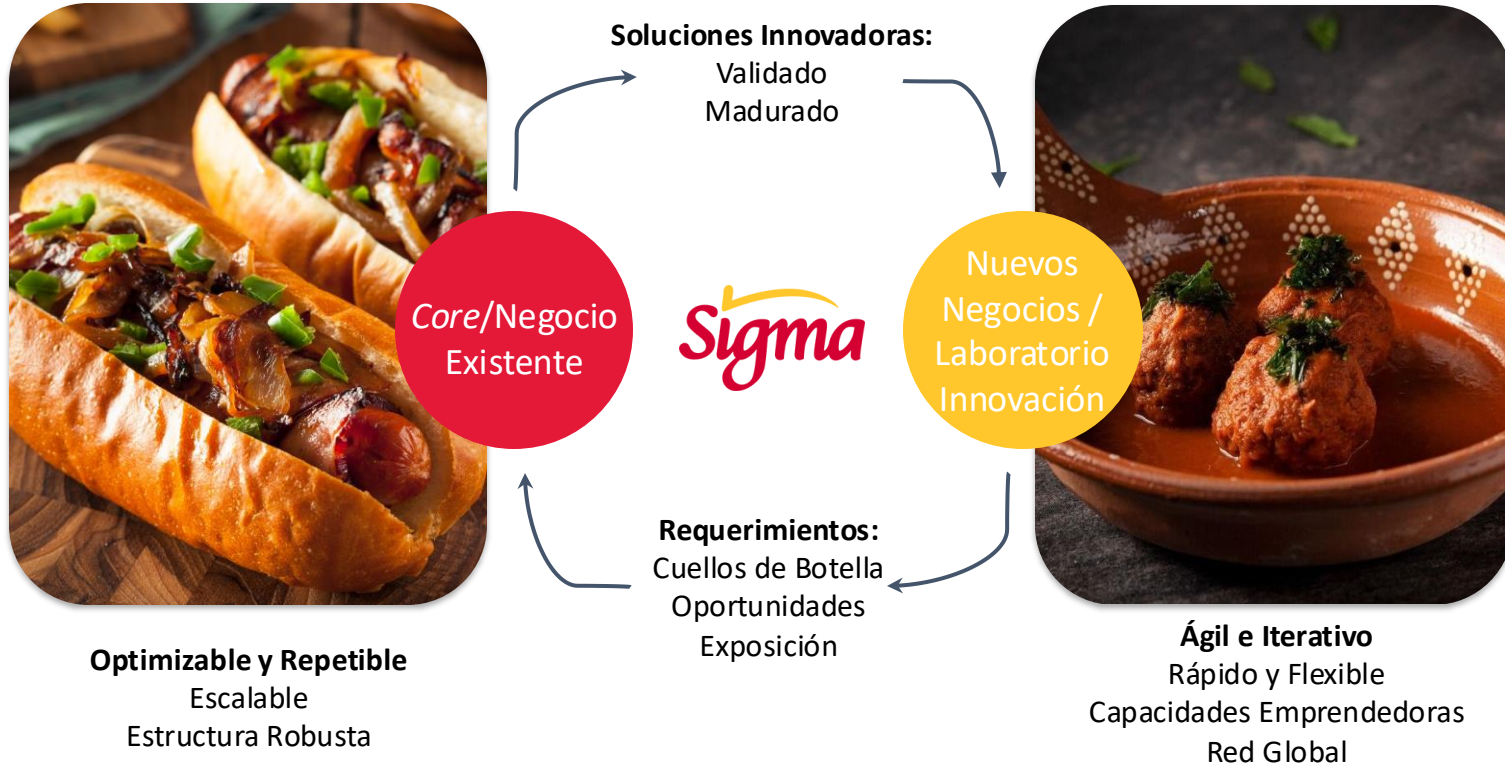 Soluciones Innovadoras:
Validado
Madurado
Core/Negocio
Existente
Sigma
Nuevos
Negocios /
Laboratorio
Innovación
Requerimientos:
Cuellos de Botella
Oportunidades
Exposición
Optimizable y Repetible
Escalable
Estructura Robusta
Ágil e Iterativo
Rápido y Flexible
Capacidades Emprendedoras
Red Global